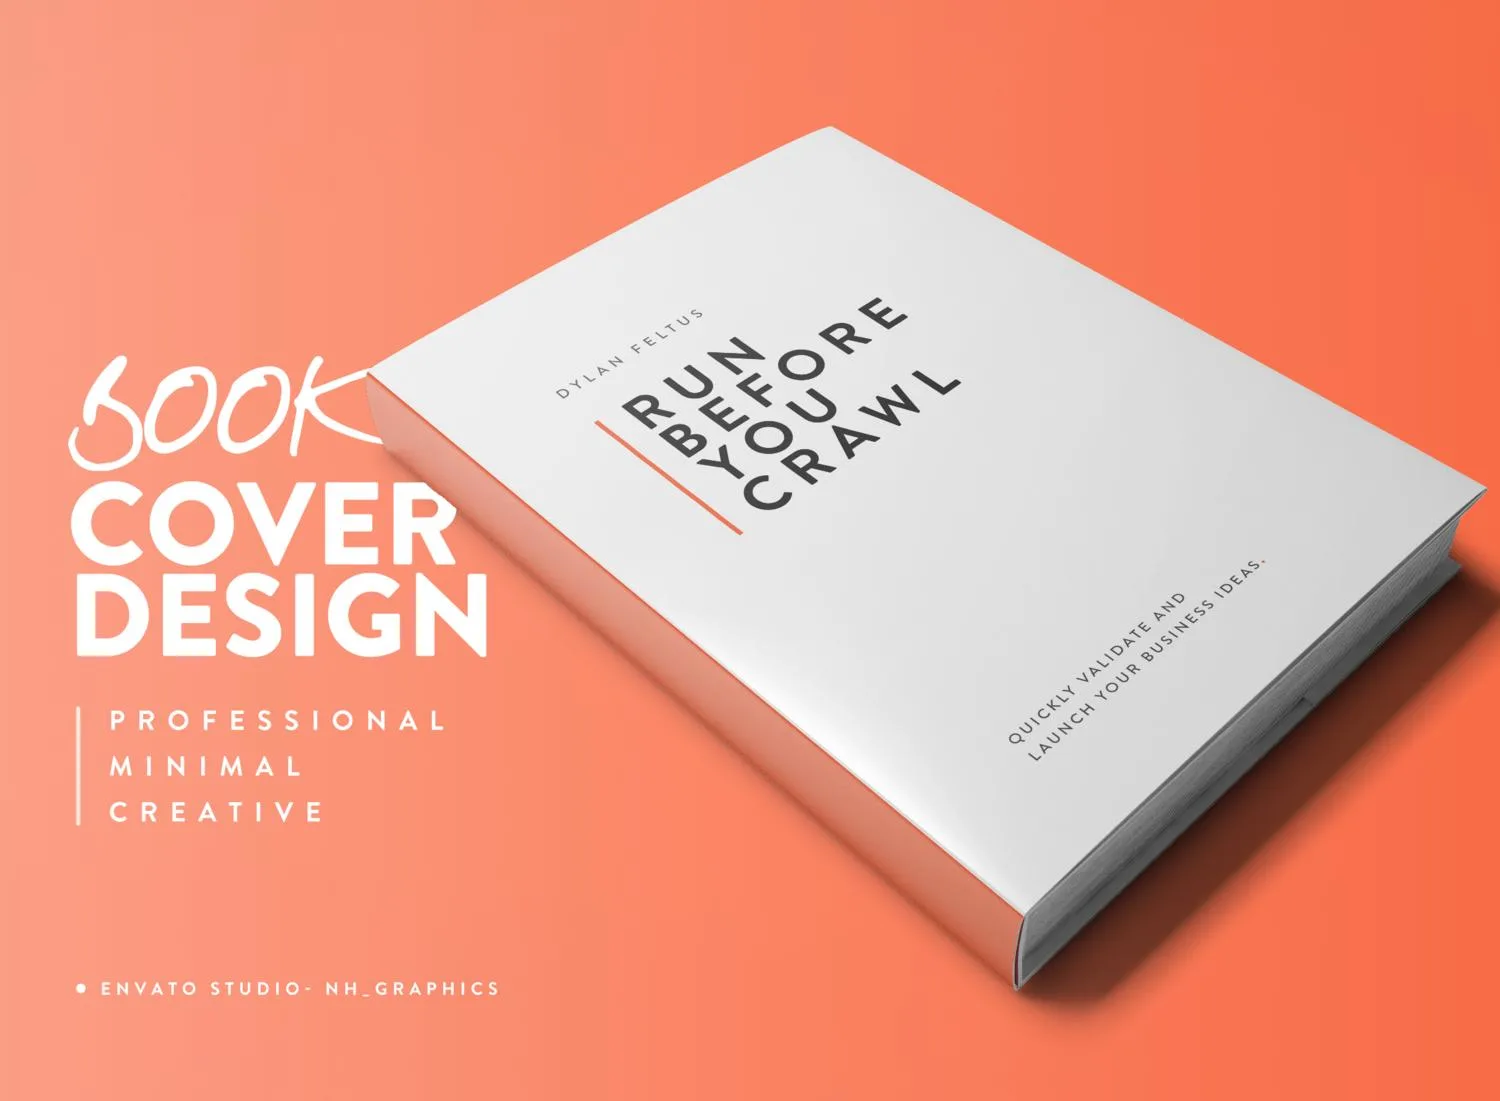 BOOK
COVER
DESIGN
PROFESSIONAL
MINIMAL
CREATIVE
● ENVATO STUDIO- NH_GRAPHICS
DYLAN FELTUS
RUN
BEFORE
YOU
CRAWL
QUICKLY VALIDATE AND
LAUNCH YOUR BUSINESS IDEAS.